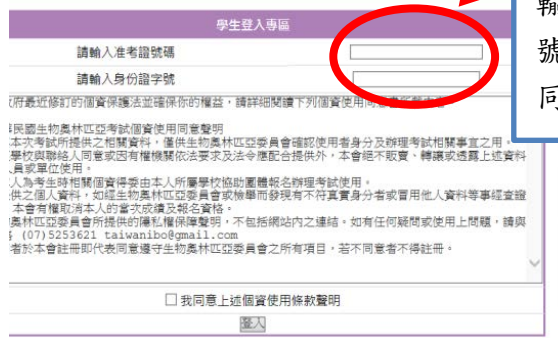 學生登入專區
輸
號
同
請輸入准考證號碼
請輸入身份證字號
府最近修訂的個資保護法並確保你的權益，請詳細閱讀下列個資使用同意書
民國生物奧林匹亞考試個資使用同意聲明
本次考試所提供之相關資料，僅供生物奧林匹亞委員會確認使用者身分及辦理考試相關事宜之用。
學校與聯絡人同意或因有權機關依法要求及法令應配合提供外，本會絕不販賣、轉讓或透露上述資料
人員或單位使用。
人為考生時相關個資得委由本人所屬學校協助團體報名辦理考試使用。
供之個人資料，如經生物奧林匹亞委員會或檢舉而發現有不符真實身分者或冒用他人資料等事經查證
本會有權取消本人的當次成績及報名資格。
奧林匹亞委員會所提供的隱私權保障聲明，不包括網站內之連結。如有任何疑問或使用上問題，請與
(07)5253621 taiwanibo@gmail.com
者於本會註冊即代表同意遵守生物奧林匹亞委員會之所有項目，若不同意者不得註冊。
我同意上述個資使用條款聲明
登入